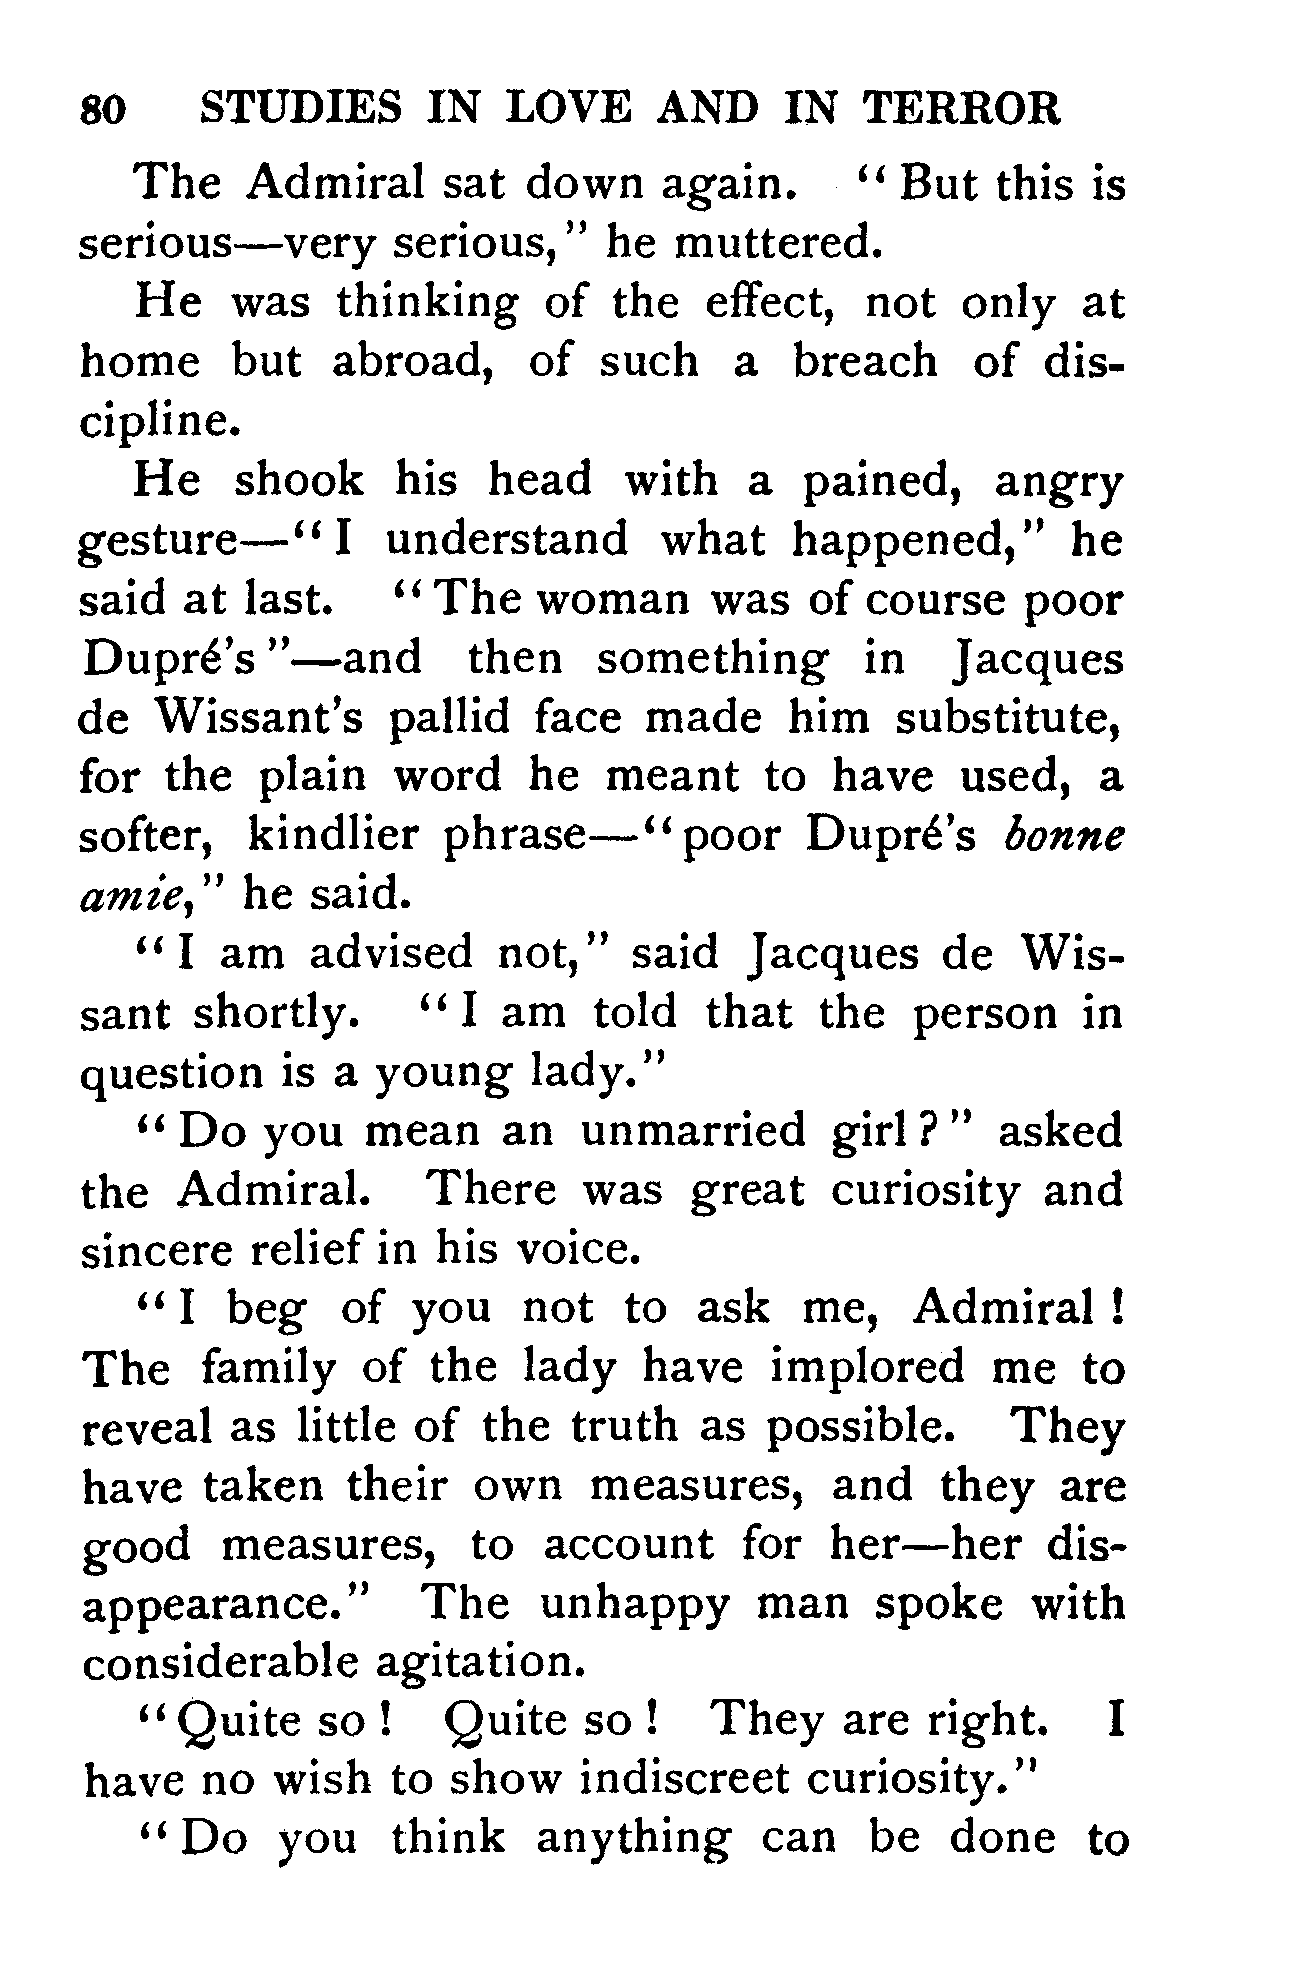 80 STUDIES IN LOVE AND IN TERROR
The Admiral sat down again. “ But this is
serious—very serious,” he muttered.
He was thinking of the effect, not only at
home but abroad, of such a breach of dis-
cipline.
He shook his head with a pained, angry
gesture—“ I understand what happened,” he
said at last. “ The woman was of course poor
Dupré’s ”—and then something in Jacques
de Wissant’s pallid face made him substitute,
for the plain word he meant to have used, a
softer, kindlier phrase—“ poor Dupré’s bonne
amie,” he said.
“ I am advised not,” said Jacques de Wis-
sant shortly. “ I am told that the person in
question is a young lady.”
“ Do you mean an unmarried girl ? ” asked
the Admiral. There was great curiosity and
sincere relief in his voice.
“ I beg of you not to ask me, Admiral !
The family of the lady have implored me to
reveal as little of the truth as possible. They
have taken their own measures, and they are
good measures, to account for her—her dis-
appearance.” The unhappy man spoke with
considerable agitation.
“ Quite so ! Quite so ! They are right. I
have no wish to show indiscreet curiosity.”
“ Do you think anything can be done to